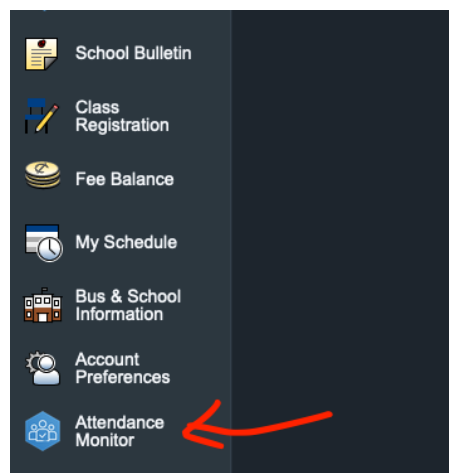 School Bulletin
Class
Registration
Fee Balance
My Schedule
Bus & School
Information
Account
Preferences
Attendance
Monitor